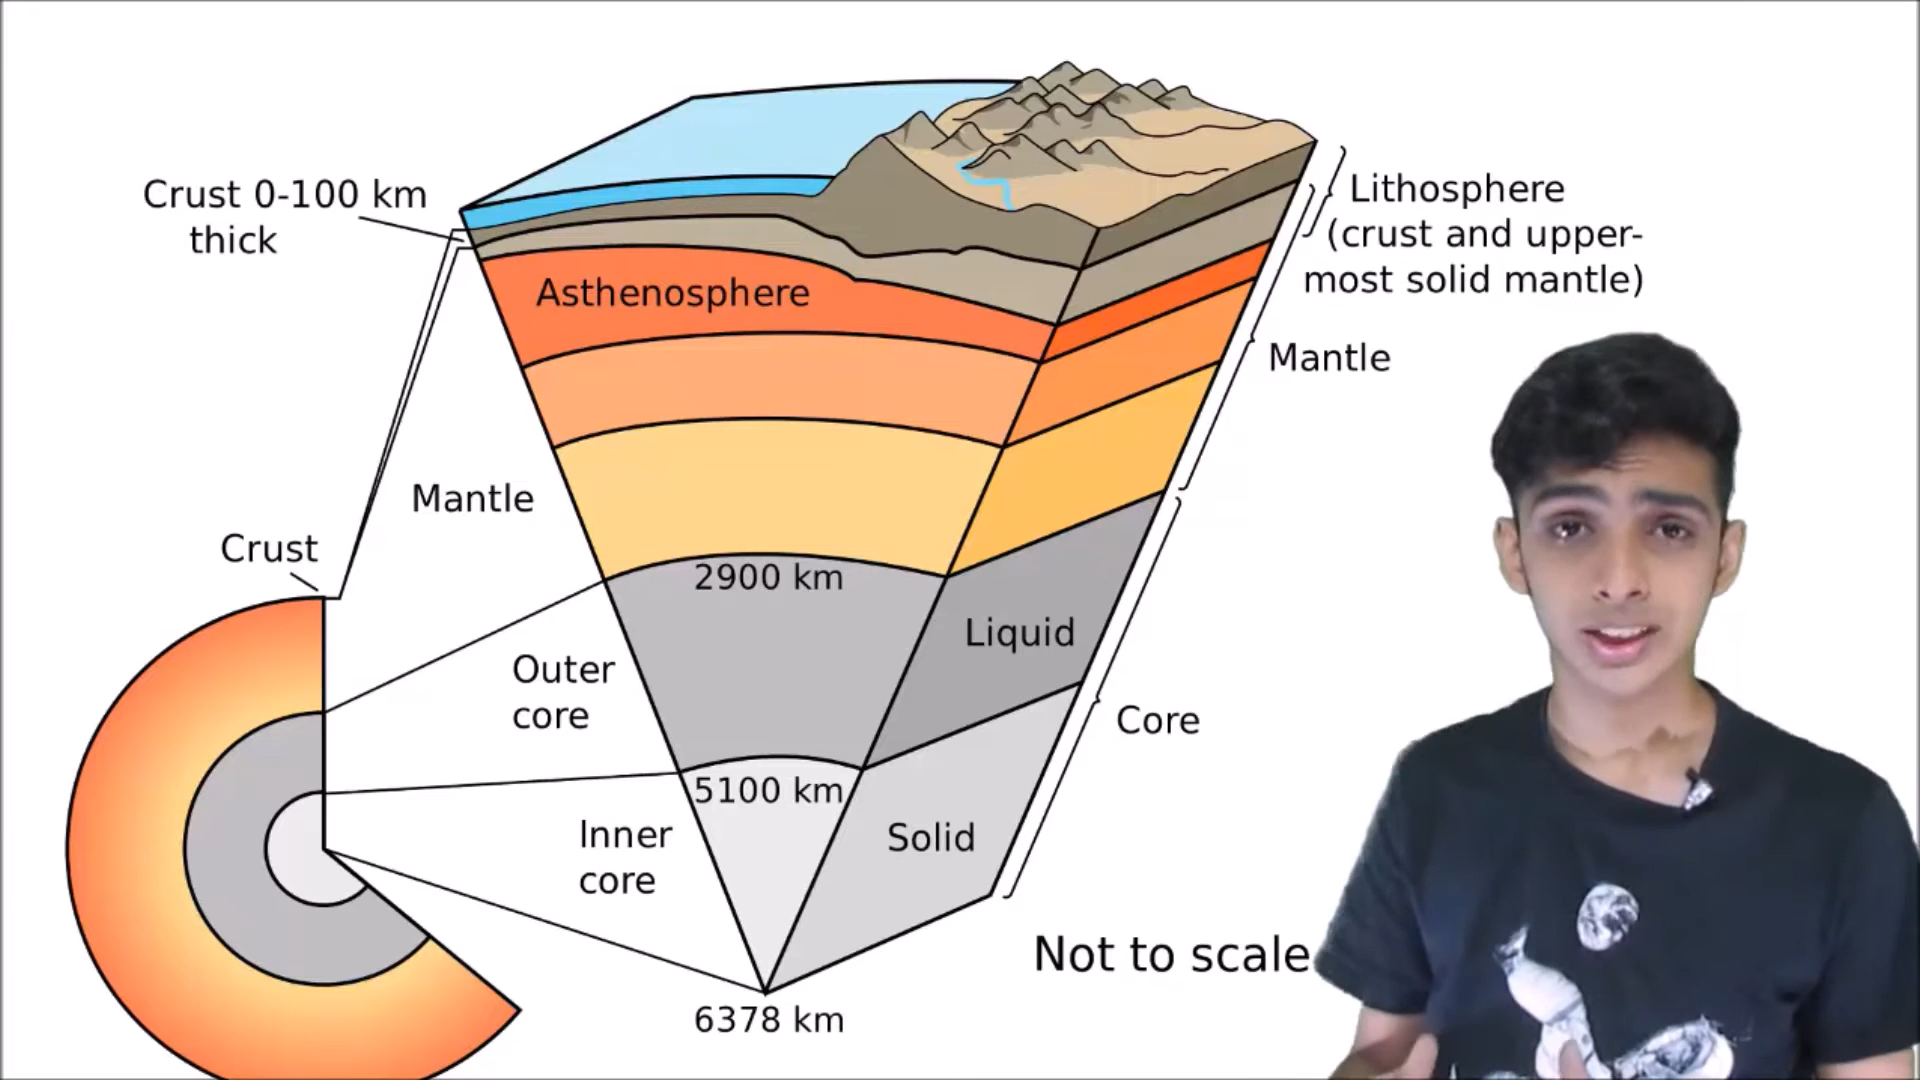 Crust 0-100 km
thick
Lithosphere
(crust and upper-
most solid mantle)
Asthenosphere
Mantle
Mantle
Crust
2900 km
Liquid
Outer
core
Core
5100 km
Inner
core
Solid
Not to scale
6378 km